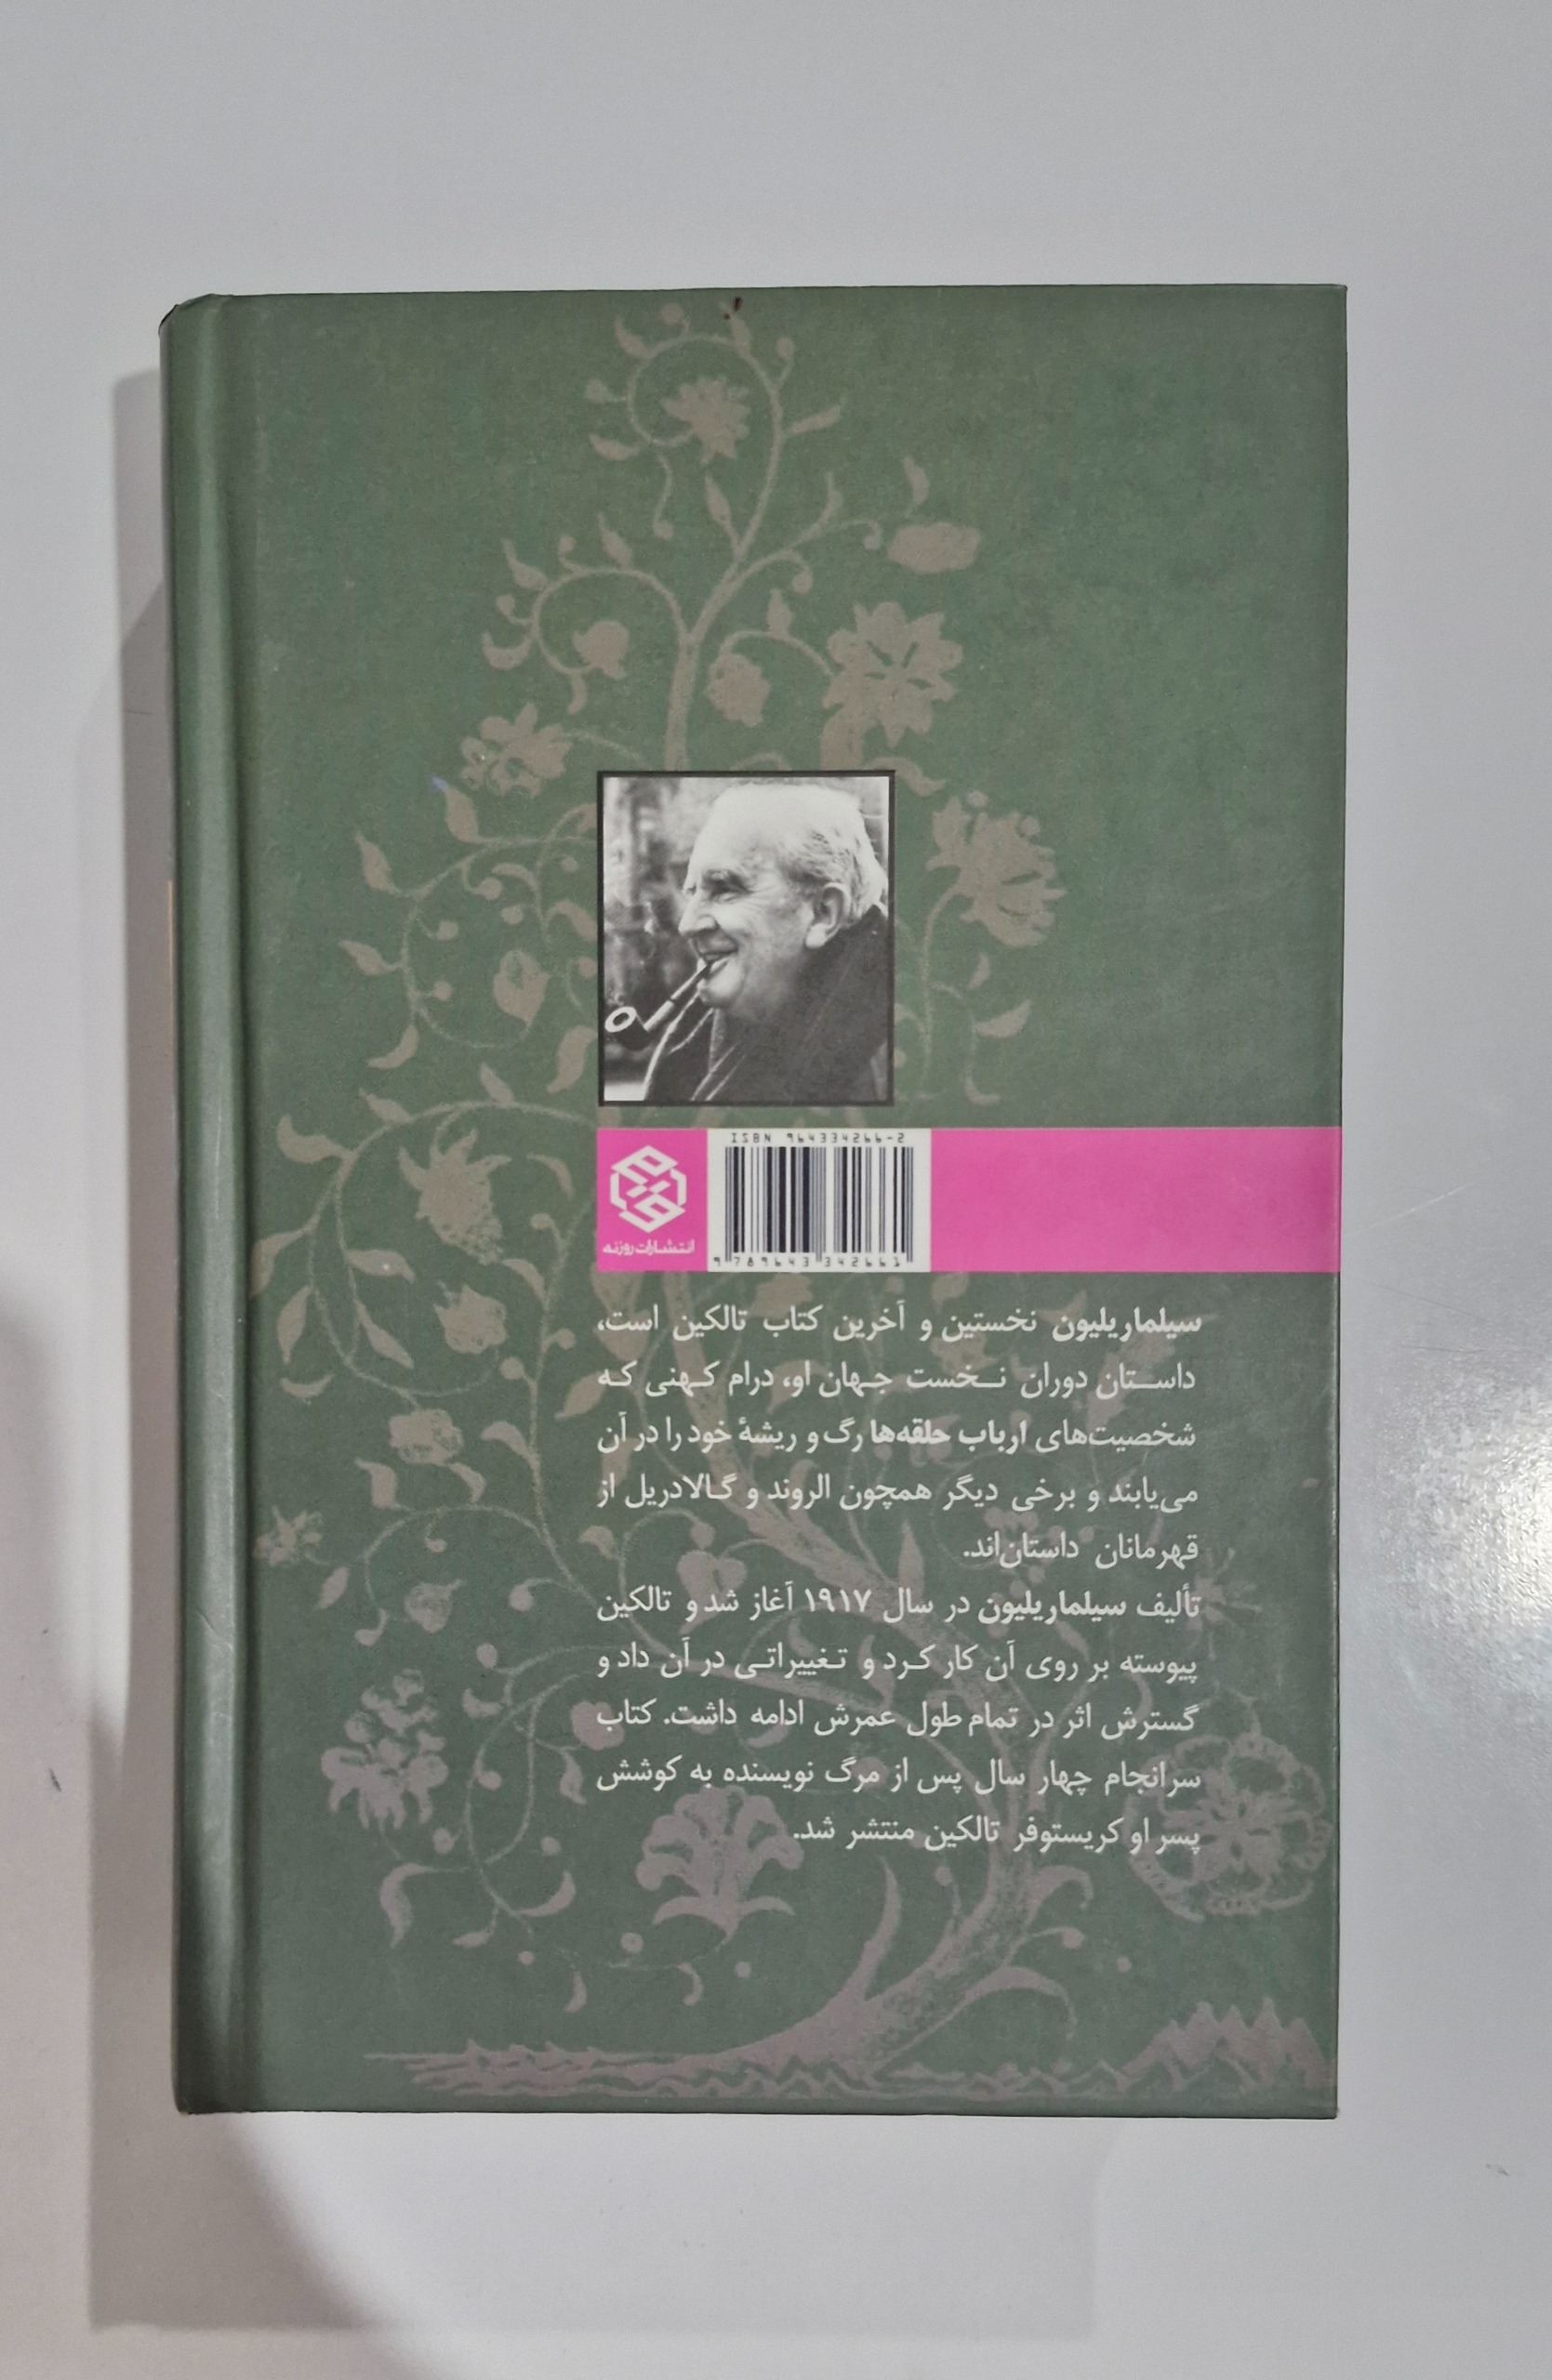 ISBN 964334266-2
9 789643 342661
انتشارات روزنه
سیلماریلیون نخستین و آخرین کتاب تالکین است،
داستان دوران نخست جهان او، درام کهنی که
شخصیت‌های ارباب حلقه‌ها رگ و ریشهٔ خود را در آن
می‌یابند و برخی دیگر همچون الروند و گالادریل از
قهرمانان داستان‌اند.
تألیف سیلماریلیون در سال ۱۹۱۷ آغاز شد و تالکین
پیوسته بر روی آن کار کرد و تغییراتی در آن داد و
گسترش اثر در تمام طول عمرش ادامه داشت. کتاب
سرانجام چهار سال پس از مرگ نویسنده به کوشش
پسر او کریستوفر تالکین منتشر شد.